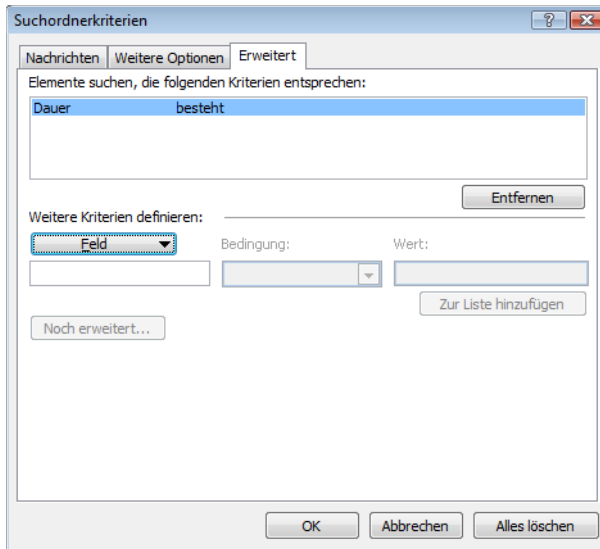 Suchordnerkriterien
Nachrichten Weitere Optionen Erweitert
Elemente suchen, die folgenden Kriterien entsprechen:
Dauer besteht
Entfernen
Weitere Kriterien definieren:
Feld Bedingung: Wert:
Zur Liste hinzufügen
Noch erweitert...
OK Abbrechen Alles löschen